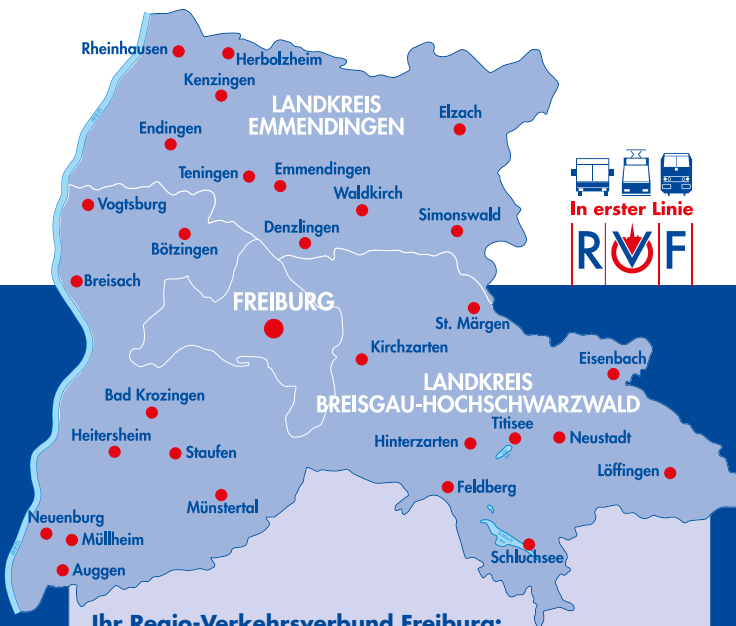 Rheinhausen
Herbolzheim
Kenzingen
LANDKREIS
EMMENDINGEN
Elzach
Endingen
Teningen
Emmendingen
Waldkirch
Vogtsburg
Simonswald
Denzlingen
Bötzingen
In erster Linie
RVF
Breisach
FREIBURG
St. Märgen
Kirchzarten
Eisenbach
LANDKREIS
BREISGAU-HOCHSCHWARZWALD
Bad Krozingen
Titisee
Heitersheim
Hinterzarten
Neustadt
Staufen
Löffingen
Feldberg
Münstertal
Neuenburg
Müllheim
Schluchsee
Auggen
Ihr Regio-Verkehrsverbund Freiburg: